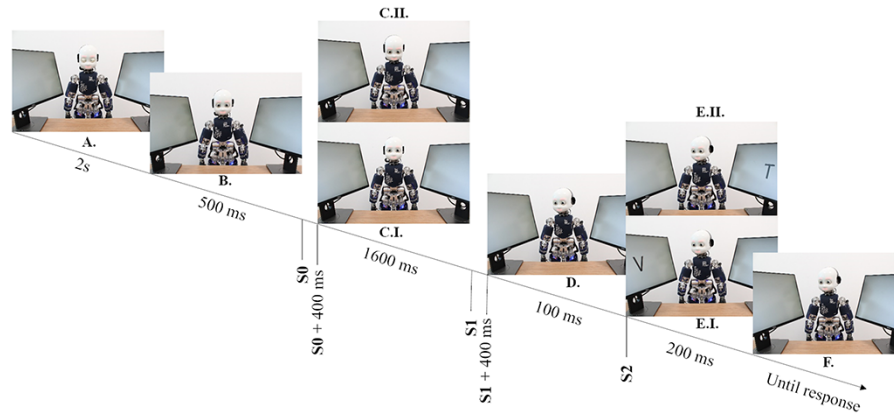 C.II.
A.
2s
B.
500 ms
C.I.
S0
S0 + 400 ms
1600 ms
S1
S1 + 400 ms
D.
100 ms
E.II.
T
V
E.I.
S2
200 ms
F.
Until response